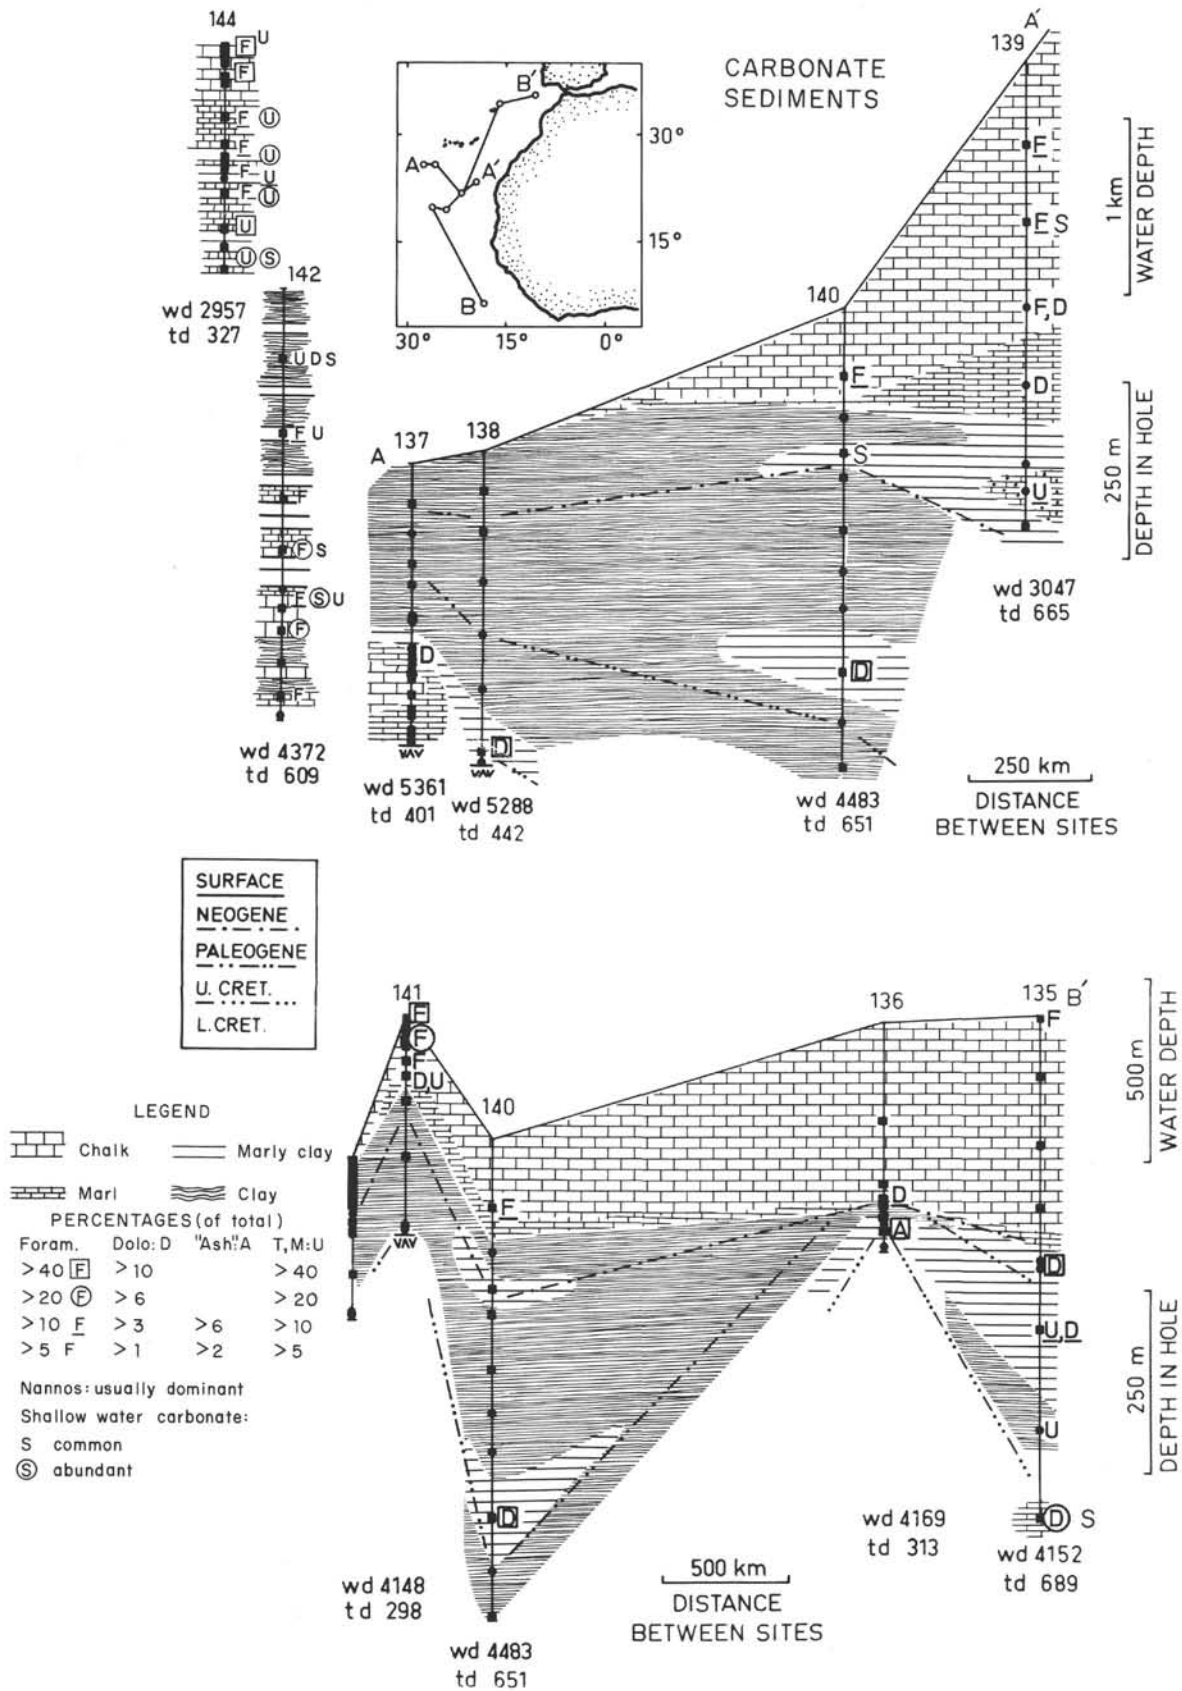 144
F U
F
F U
F U
F U
F U
U
U S
wd 2957
td 327
142
U D S
F U
F
F S
F S U
F
F
wd 4372
td 609
B′
A
A′
B
30°
15°
30° 15° 0°
CARBONATE
SEDIMENTS
A′
139
F
F S
F, D
D
U
wd 3047
td 665
1 km
WATER DEPTH
250 m
DEPTH IN HOLE
140
F
S
D
wd 4483
td 651
A
137
138
D
D
wd 5361
td 401
wd 5288
td 442
250 km
DISTANCE
BETWEEN SITES
SURFACE
NEOGENE
PALEOGENE
U. CRET.
L. CRET.
LEGEND
Chalk
Marly clay
Marl
Clay
PERCENTAGES (of total)
Foram. Dolo: D "Ash": A T, M: U
>40 F >10 >40
>20 F >6 >20
>10 F >3 >6 >10
>5 F >1 >2 >5
Nannos: usually dominant
Shallow water carbonate:
S common
S abundant
141
F
F
F
D, U
140
F
D
wd 4148
td 298
wd 4483
td 651
136
D
A
wd 4169
td 313
135 B′
F
D
U, D
U
D S
wd 4152
td 689
500 m
WATER DEPTH
250 m
DEPTH IN HOLE
500 km
DISTANCE
BETWEEN SITES